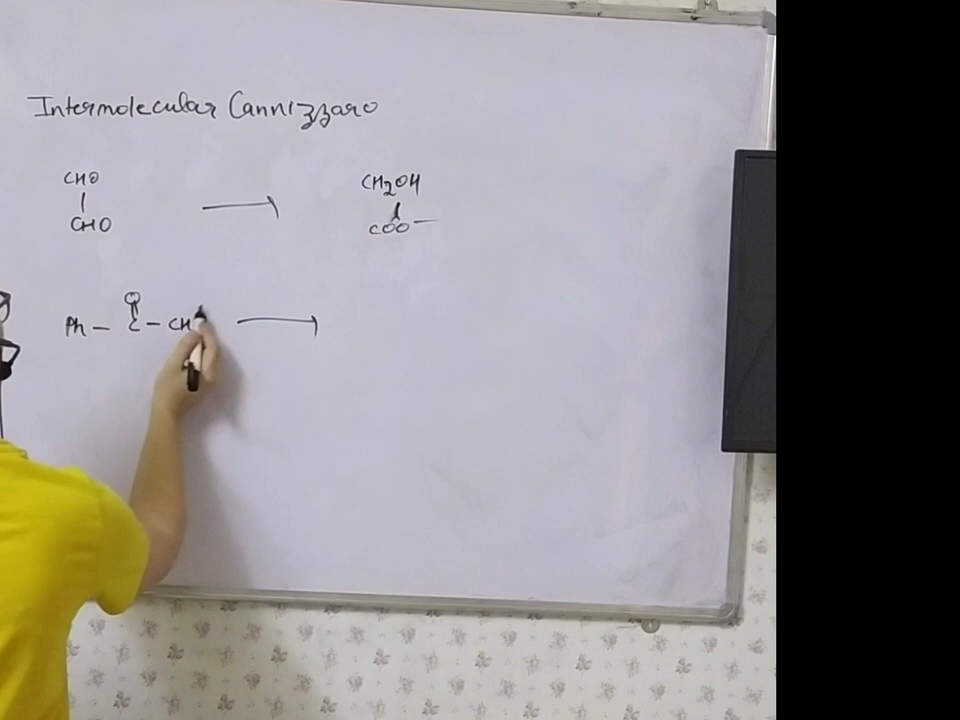 Intermolecular Cannizzaro
CHO
|
CHO
⟶
CH2OH
|
COO—
O
||
Ph — C — CH
⟶